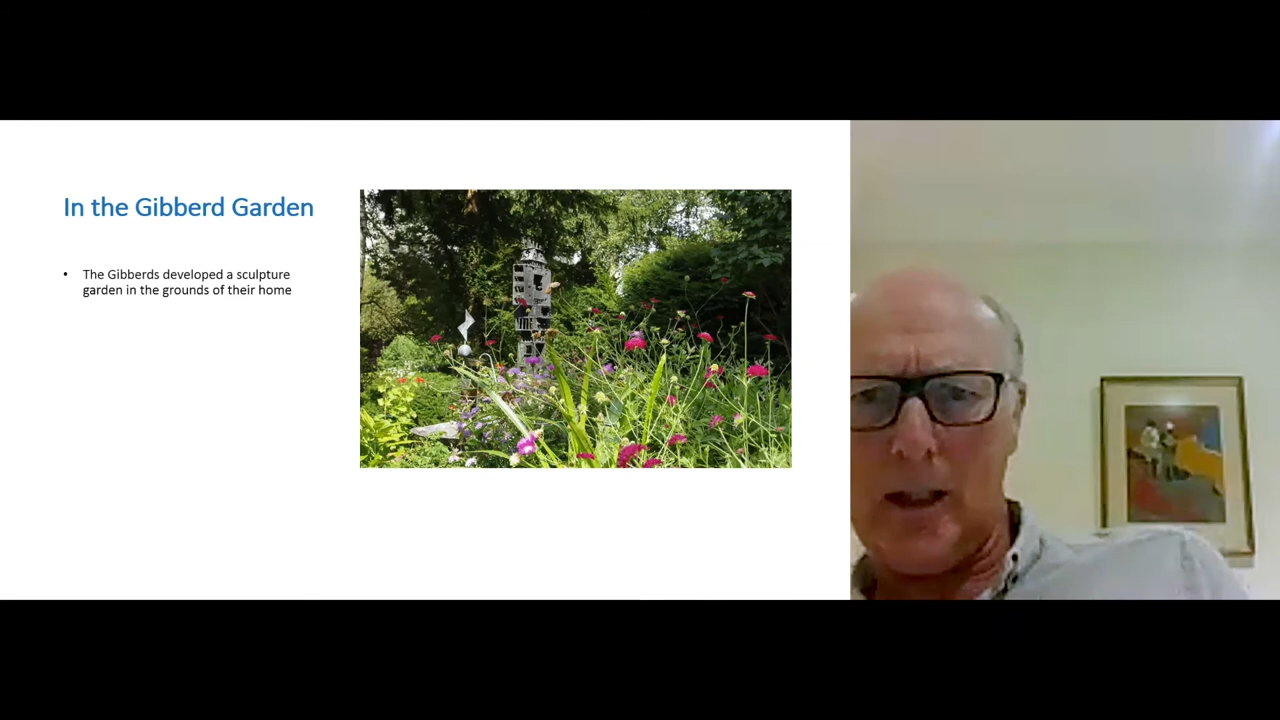 In the Gibberd Garden
• The Gibberds developed a sculpture
garden in the grounds of their home